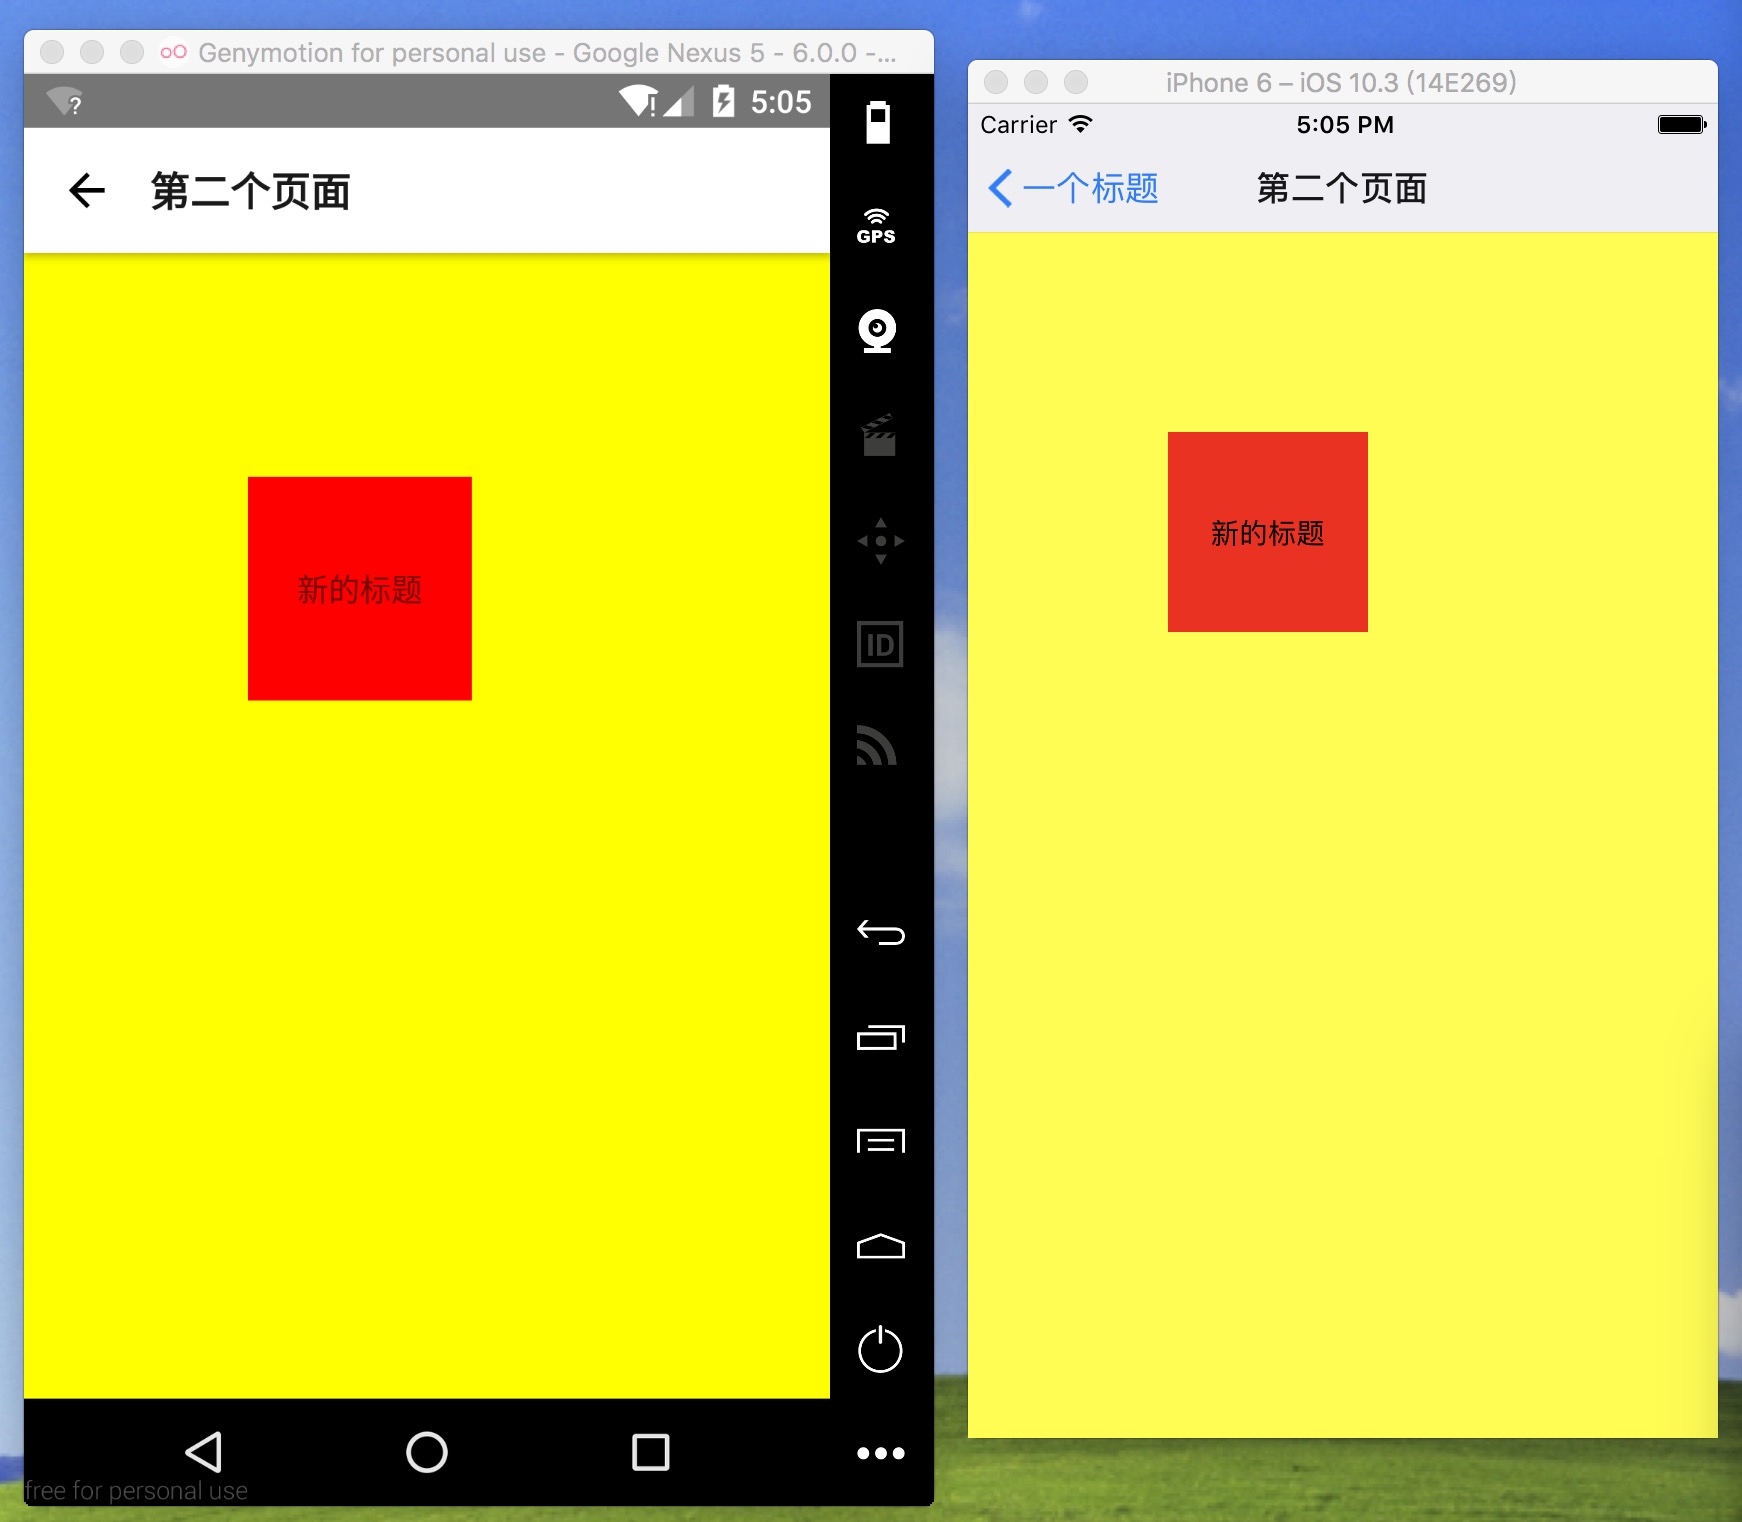 Genymotion for personal use - Google Nexus 5 - 6.0.0 -...
5:05
第二个页面
GPS
新的标题
ID
free for personal use
iPhone 6 – iOS 10.3 (14E269)
Carrier 5:05 PM
一个标题 第二个页面
新的标题